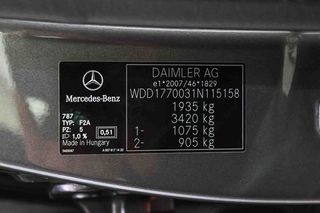 DAIMLER AG
e1*2007/46*1829
WDD1770031N115158
1935 kg
3420 kg
1- 1075 kg
2- 905 kg
Mercedes-Benz
787
TYP: F2A
PZ: 5
1,0 % 0,51
Made in Hungary